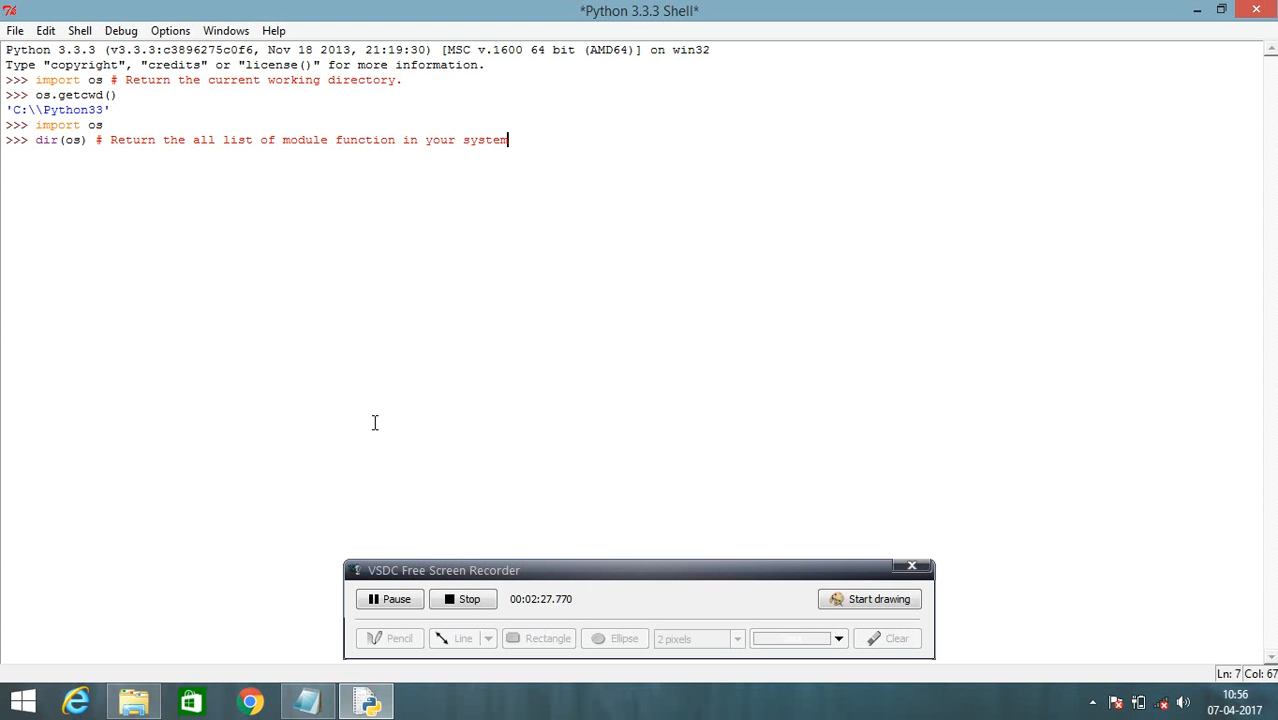 *Python 3.3.3 Shell*
File Edit Shell Debug Options Windows Help
Python 3.3.3 (v3.3.3:c3896275c0f6, Nov 18 2013, 21:19:30) [MSC v.1600 64 bit (AMD64)] on win32
Type "copyright", "credits" or "license()" for more information.
>>> import os # Return the current working directory.
>>> os.getcwd()
'C:\\Python33'
>>> import os
>>> dir(os) # Return the all list of module function in your system
VSDC Free Screen Recorder
Pause Stop 00:02:27.770 Start drawing
Pencil Line Rectangle Ellipse 2 pixels Clear
Ln: 7 Col: 67
10:56
07-04-2017